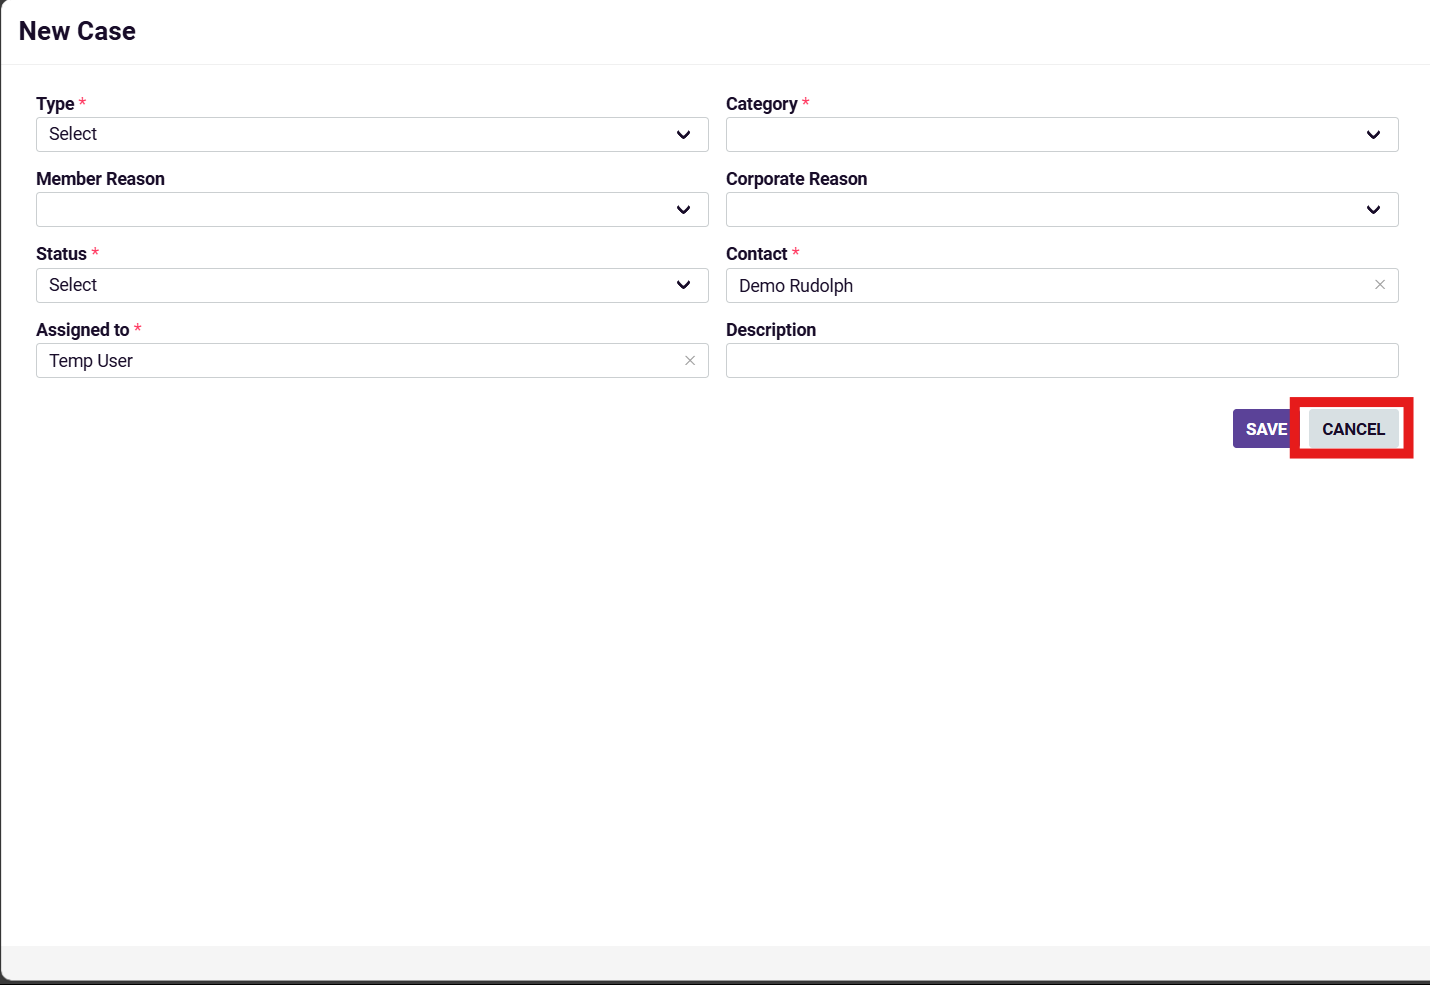 New Case
Type *
Category *
Select
Member Reason
Corporate Reason
Status *
Contact *
Select
Demo Rudolph
Assigned to *
Description
Temp User
SAVE CANCEL